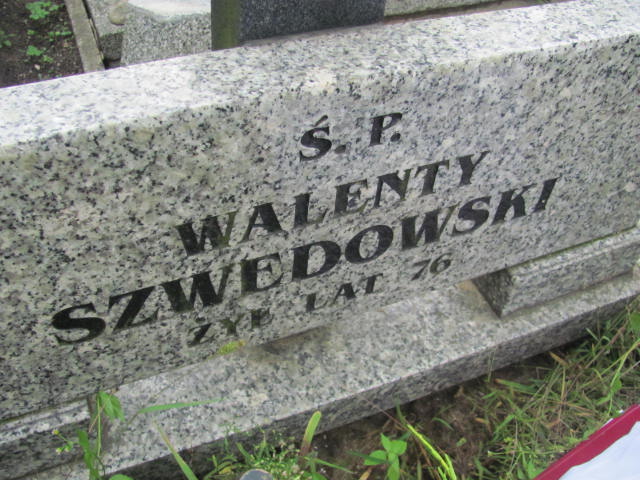 Ś. P.
WALENTY
SZWEDOWSKI
ŻYŁ LAT 76